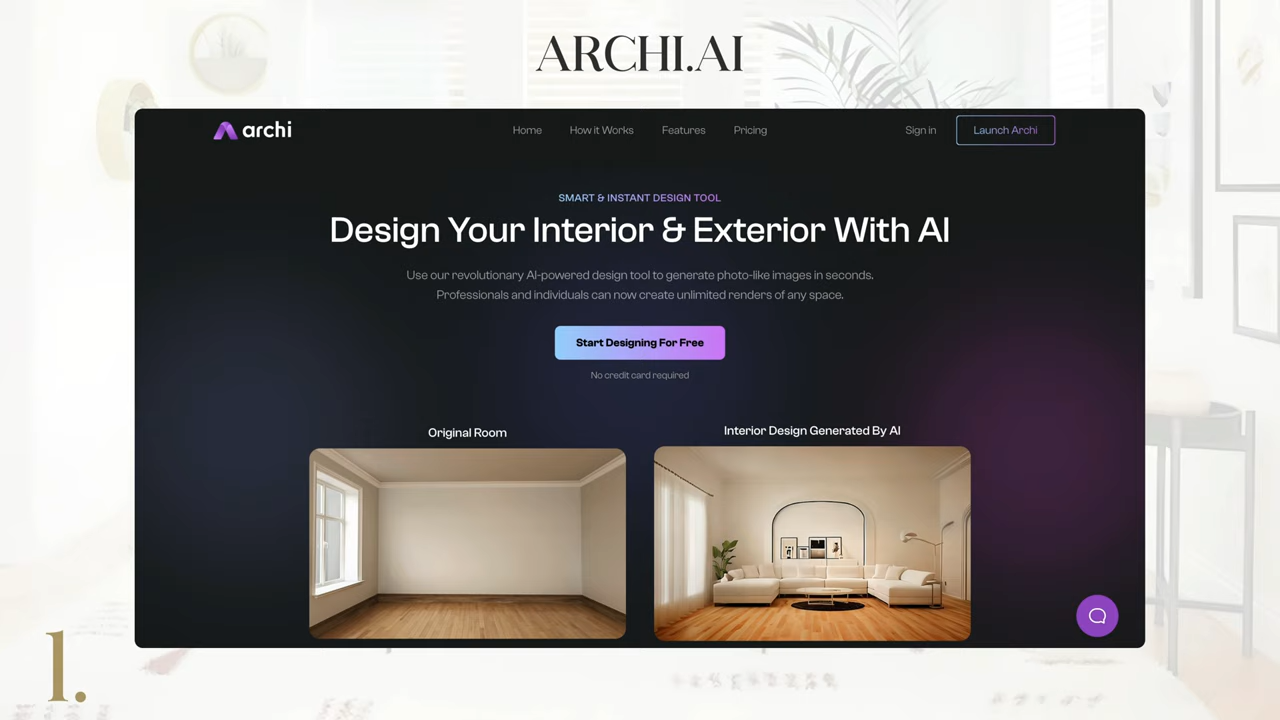 ARCHI.AI
archi
Home
How it Works
Features
Pricing
Sign in
Launch Archi
SMART & INSTANT DESIGN TOOL
Design Your Interior & Exterior With AI
Use our revolutionary AI-powered design tool to generate photo-like images in seconds.
Professionals and individuals can now create unlimited renders of any space.
Start Designing For Free
No credit card required
Original Room
Interior Design Generated By AI
1.